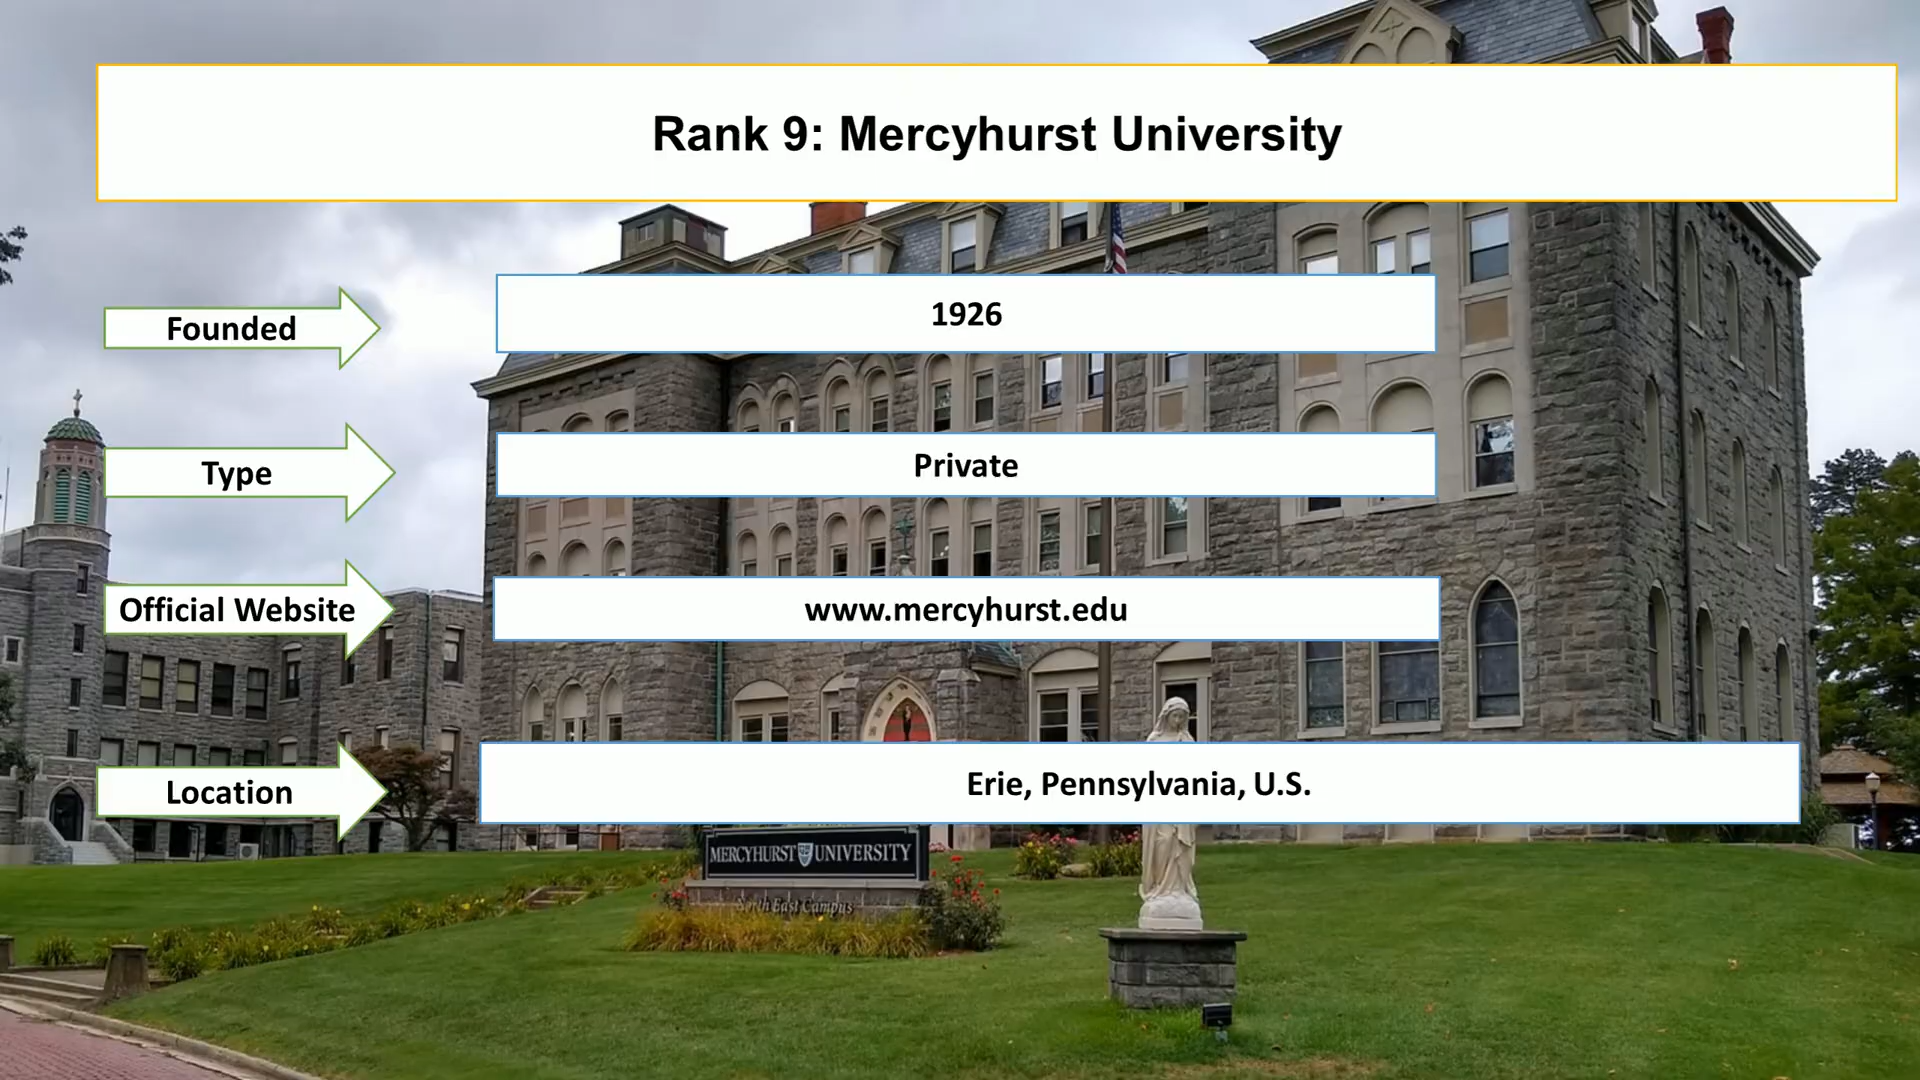 Rank 9: Mercyhurst University
Founded
1926
Type
Private
Official Website
www.mercyhurst.edu
Location
Erie, Pennsylvania, U.S.
MERCYHURST UNIVERSITY
North East Campus